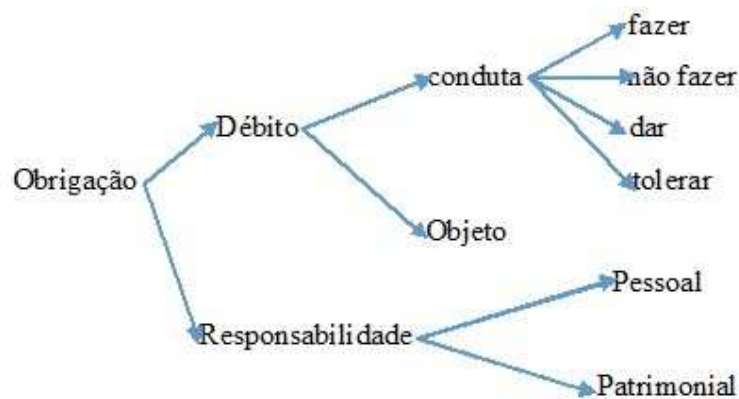 fazer
conduta
não fazer
Débito
dar
Obrigação
tolerar
Objeto
Pessoal
Responsabilidade
Patrimonial